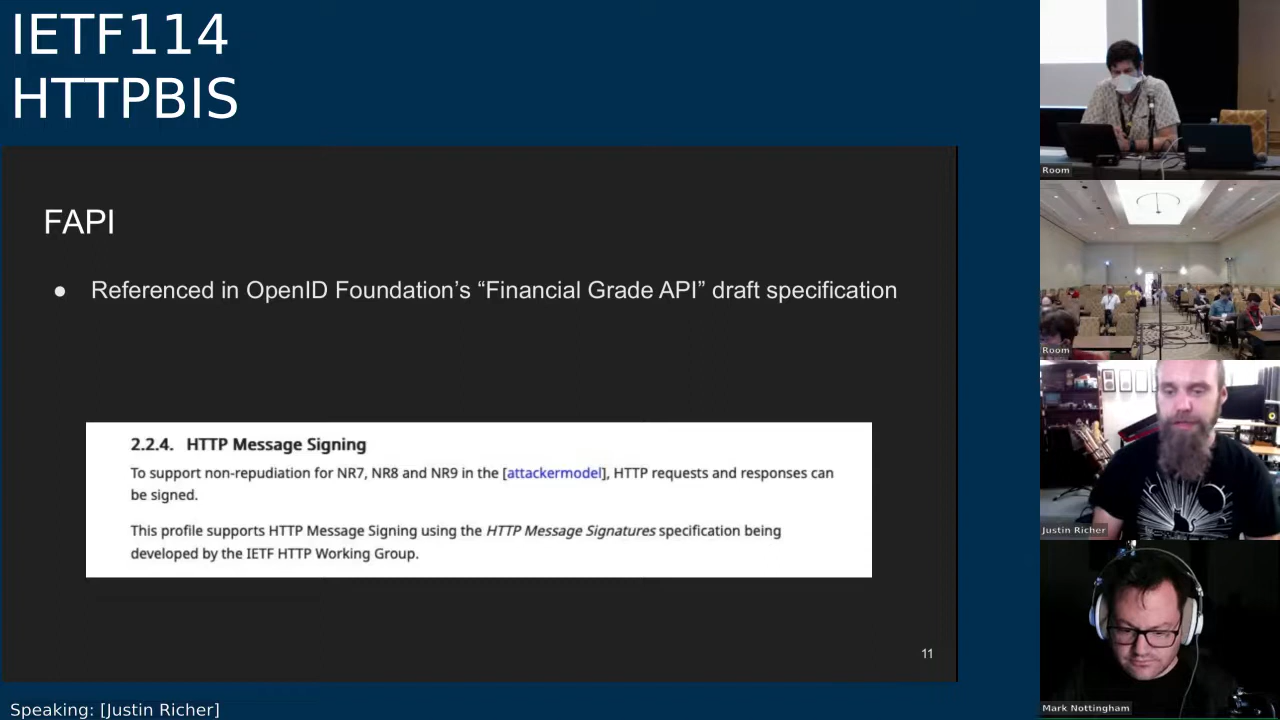 IETF114
HTTPBIS
FAPI
● Referenced in OpenID Foundation's “Financial Grade API” draft specification
2.2.4. HTTP Message Signing
To support non-repudiation for NR7, NR8 and NR9 in the [attackermodel], HTTP requests and responses can
be signed.
This profile supports HTTP Message Signing using the HTTP Message Signatures specification being
developed by the IETF HTTP Working Group.
11
Speaking: [Justin Richer]
Room
Room
Justin Richer
Mark Nottingham